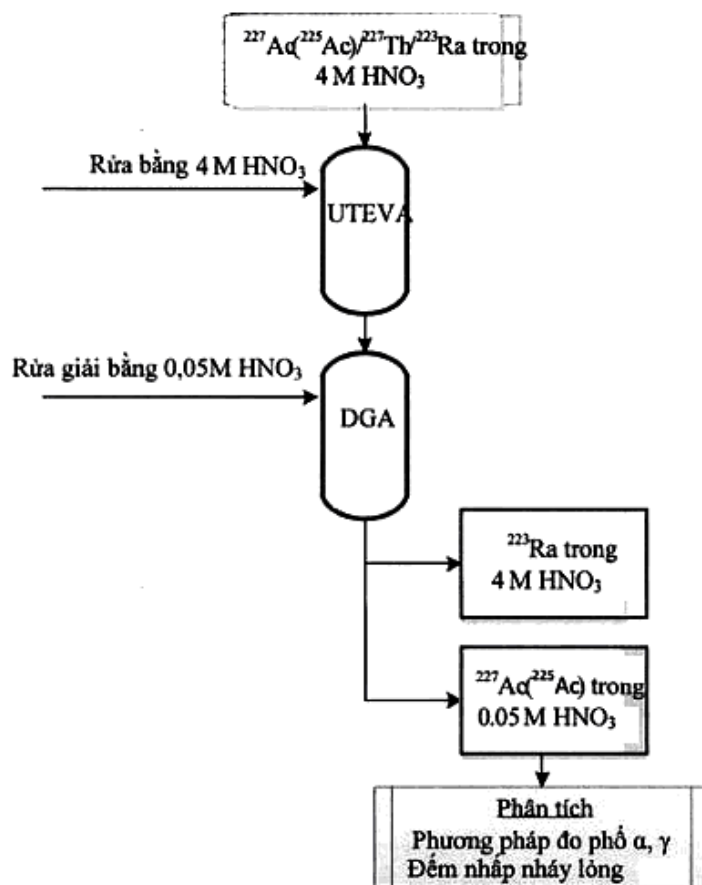 ²²⁷Ac(²²⁵Ac)/²²⁷Th/²²³Ra trong
4 M HNO₃
Rửa bằng 4 M HNO₃
UTEVA
Rửa giải bằng 0,05M HNO₃
DGA
²²³Ra trong
4 M HNO₃
²²⁷Ac(²²⁵Ac) trong
0.05 M HNO₃
Phân tích
Phương pháp đo phổ α, γ
Đếm nhấp nháy lỏng